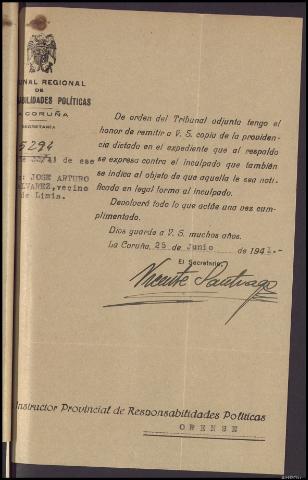 UNAL REGIONAL
DE
ABILIDADES POLÍTICAS
A CORUÑA
SECRETARIA
5294
de ese
: JOSE ARTURO
LVAREZ, vecino
de Limia.
De orden del Tribunal adjunto tengo el
honor de remitir a V. S. copia de la providen-
cia dictada en el expediente que al respaldo
se expresa contra el inculpado que también
se indica al objeto de que aquella le sea noti-
ficada en legal forma al inculpado.
Devolverá todo lo que actúe una vez cum-
plimentado.
Dios guarde a V. S. muchos años.
La Coruña, 25 de Junio de 1941.-
El Secretario,
Vicente Santiago
Instructor Provincial de Responsabilidades Políticas
ORENSE